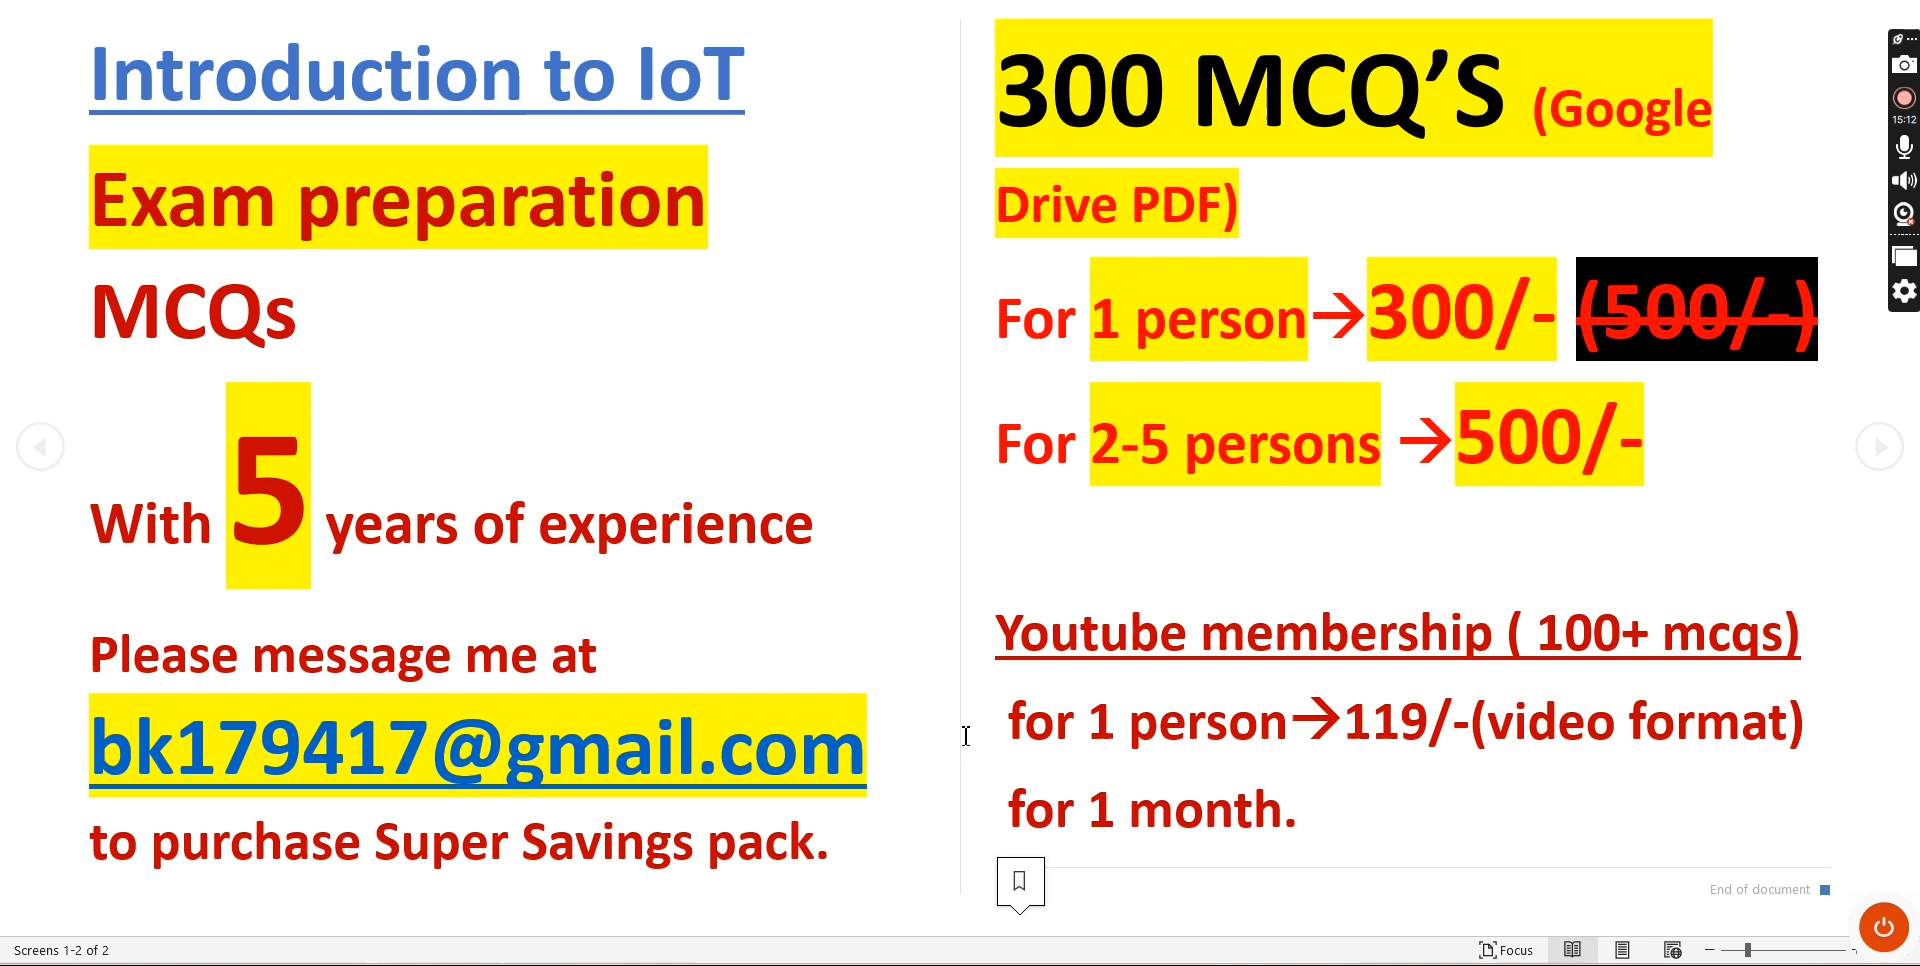 Introduction to IoT
Exam preparation
MCQs
With 5 years of experience
Please message me at
bk179417@gmail.com
to purchase Super Savings pack.
300 MCQ’S (Google
Drive PDF)
For 1 person→300/- (500/-)
For 2-5 persons →500/-
Youtube membership ( 100+ mcqs)
for 1 person→119/-(video format)
for 1 month.
End of document
15:12
Screens 1-2 of 2
Focus